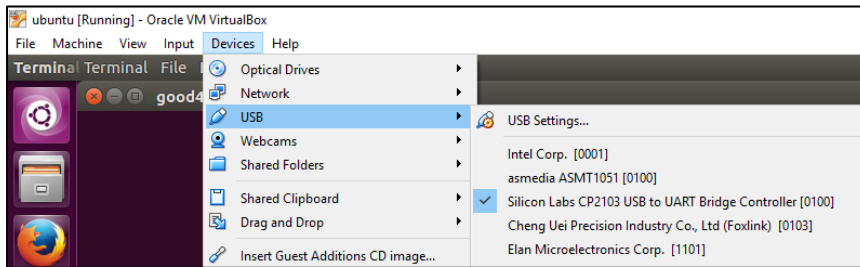 ubuntu [Running] - Oracle VM VirtualBox
File Machine View Input Devices Help
Terminal Terminal File
good4
Optical Drives
Network
USB
Webcams
Shared Folders
Shared Clipboard
Drag and Drop
Insert Guest Additions CD image...
USB Settings...
Intel Corp. [0001]
asmedia ASMT1051 [0100]
Silicon Labs CP2103 USB to UART Bridge Controller [0100]
Cheng Uei Precision Industry Co., Ltd (Foxlink) [0103]
Elan Microelectronics Corp. [1101]